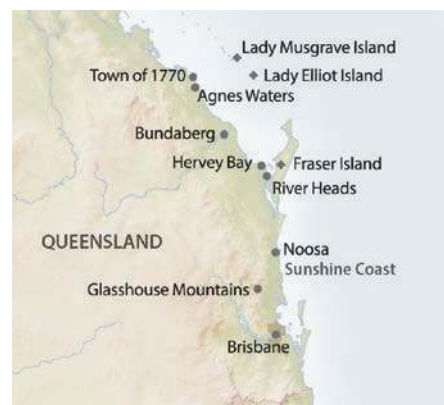 Lady Musgrave Island
Town of 1770
Lady Elliot Island
Agnes Waters
Bundaberg
Hervey Bay
Fraser Island
River Heads
QUEENSLAND
Noosa
Sunshine Coast
Glasshouse Mountains
Brisbane